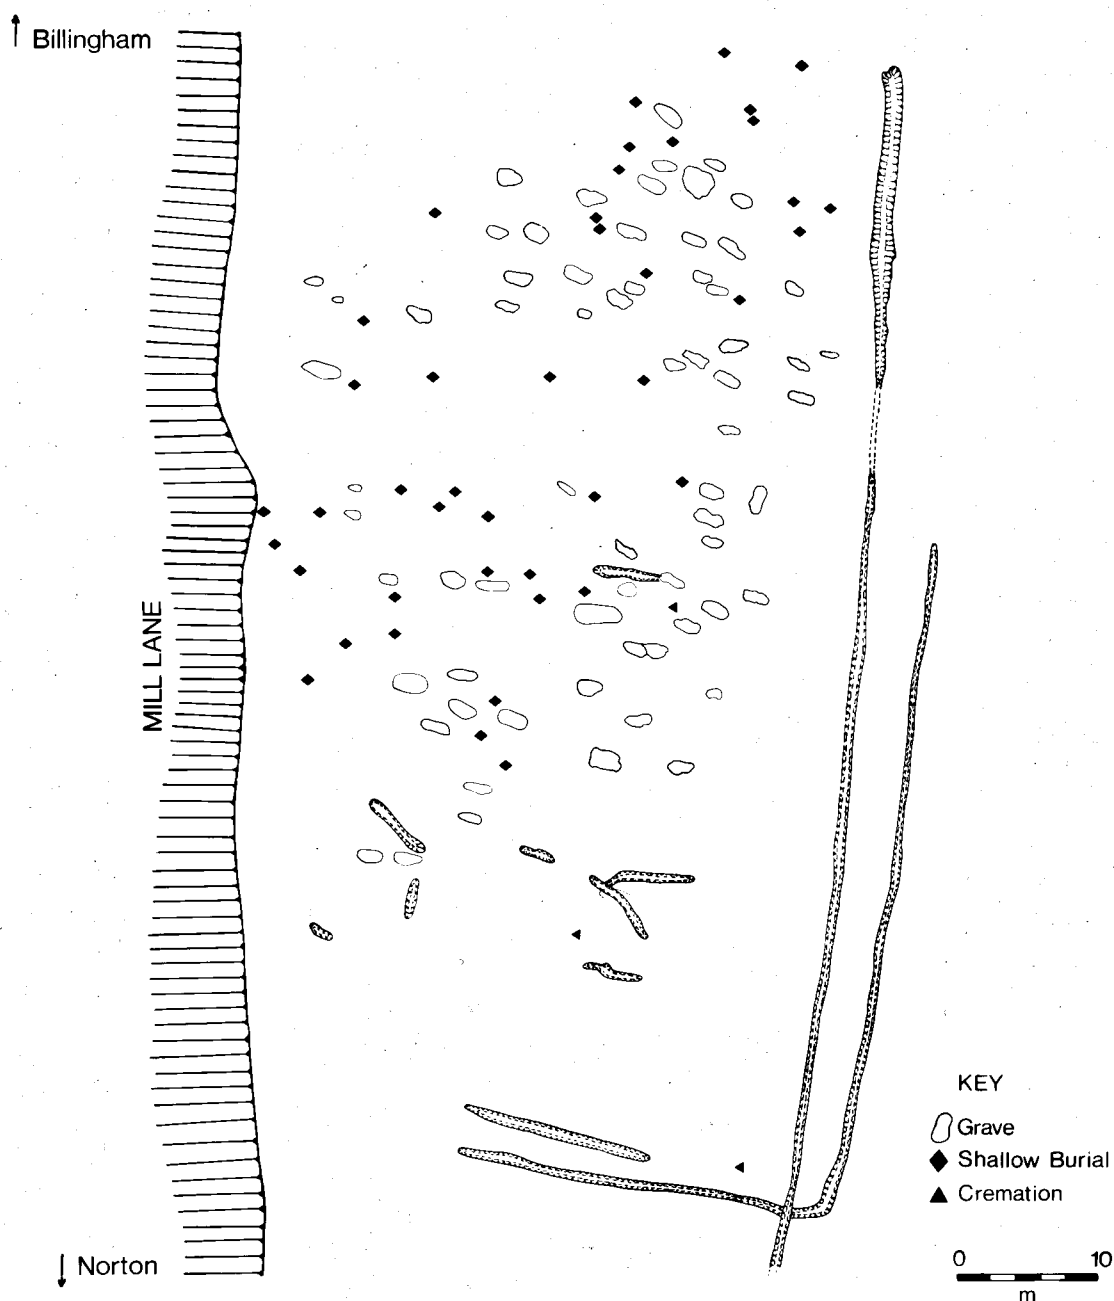 Billingham
MILL LANE
KEY
Grave
Shallow Burial
Cremation
0 10
m
Norton